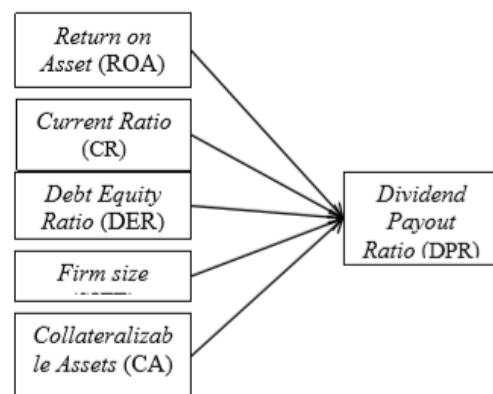 Return on
Asset (ROA)
Current Ratio
(CR)
Debt Equity
Ratio (DER)
Firm size
Collateralizab
le Assets (CA)
Dividend
Payout
Ratio (DPR)